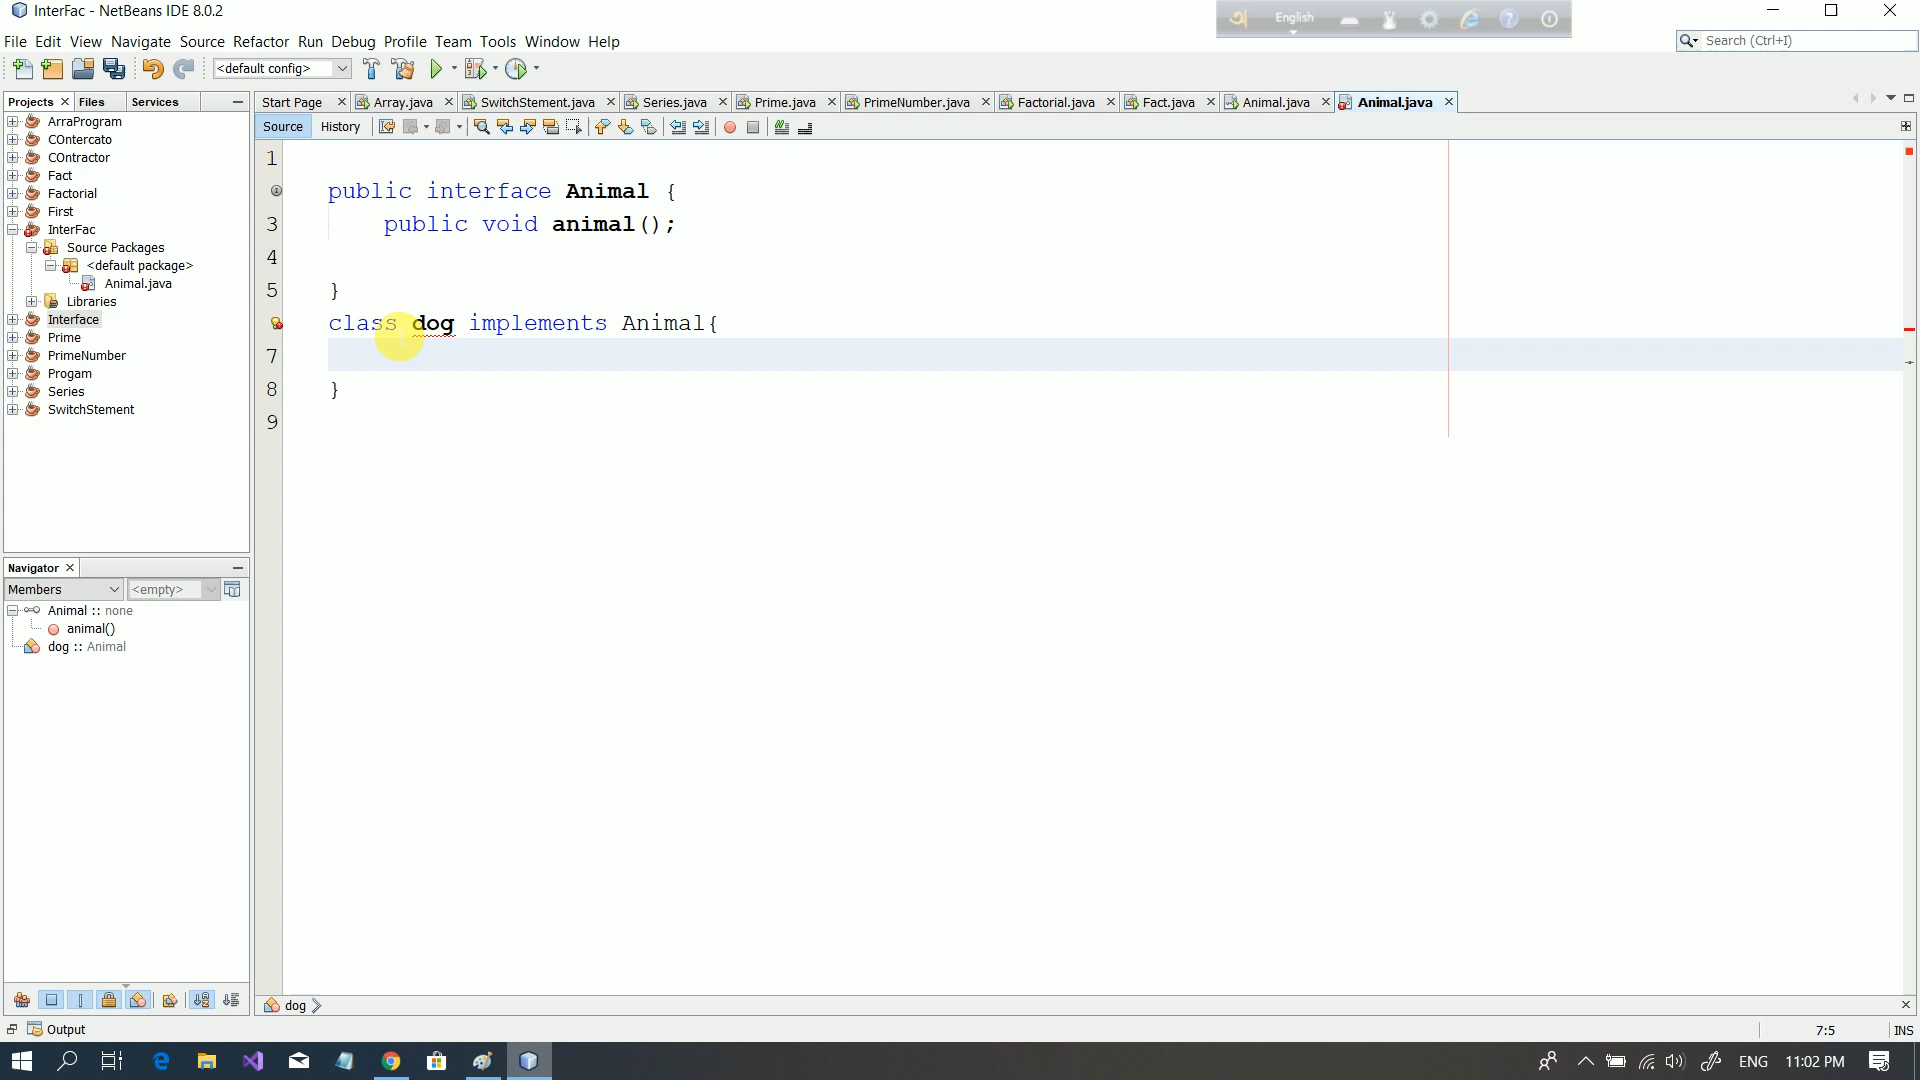 InterFac - NetBeans IDE 8.0.2
English
File Edit View Navigate Source Refactor Run Debug Profile Team Tools Window Help
Search (Ctrl+I)
<default config>
Projects Files Services
Start Page Array.java SwitchStement.java Series.java Prime.java PrimeNumber.java Factorial.java Fact.java Animal.java Animal.java
Source History
ArraProgram
COntercato
COntractor
Fact
Factorial
First
InterFac
Source Packages
<default package>
Animal.java
Libraries
Interface
Prime
PrimeNumber
Progam
Series
SwitchStement
1
public interface Animal {
3 public void animal();
4
5 }
class dog implements Animal{
7
8 }
9
Navigator
Members <empty>
Animal :: none
animal()
dog :: Animal
dog
Output
7:5 INS
ENG 11:02 PM